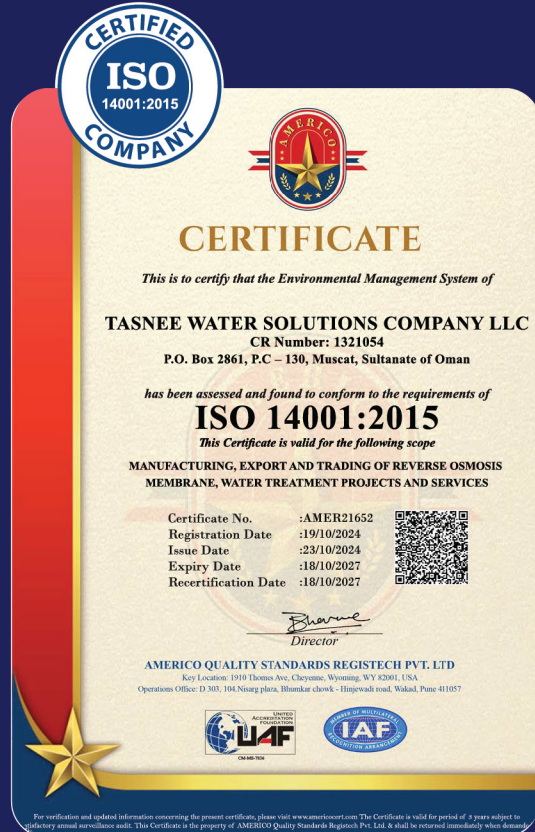 CERTIFIED
ISO
14001:2015
COMPANY
AMERICO
CERTIFICATE
This is to certify that the Environmental Management System of
TASNEE WATER SOLUTIONS COMPANY LLC
CR Number: 1321054
P.O. Box 2861, P.C – 130, Muscat, Sultanate of Oman
has been assessed and found to conform to the requirements of
ISO 14001:2015
This Certificate is valid for the following scope
MANUFACTURING, EXPORT AND TRADING OF REVERSE OSMOSIS
MEMBRANE, WATER TREATMENT PROJECTS AND SERVICES
Certificate No. :AMER21652
Registration Date :19/10/2024
Issue Date :23/10/2024
Expiry Date :18/10/2027
Recertification Date :18/10/2027
Director
AMERICO QUALITY STANDARDS REGISTECH PVT. LTD
Key Location: 1910 Thomes Ave, Cheyenne, Wyoming, WY 82001, USA
Operations Office: D 303, 104.Nisarg plaza, Bhumkar chowk - Hinjewadi road, Wakad, Pune 411057
UNITED
ACCREDITATION
FOUNDATION
UAF
CM-MS-7836
MEMBER OF MULTILATERAL
IAF
RECOGNITION ARRANGEMENT
For verification and updated information concerning the present certificate, please visit www.americocert.com The Certificate is valid for period of 3 years subject to
annual surveillance audit. This Certificate is the property of AMERICO Quality Standards Registech Pvt. Ltd. & shall be returned immediately when